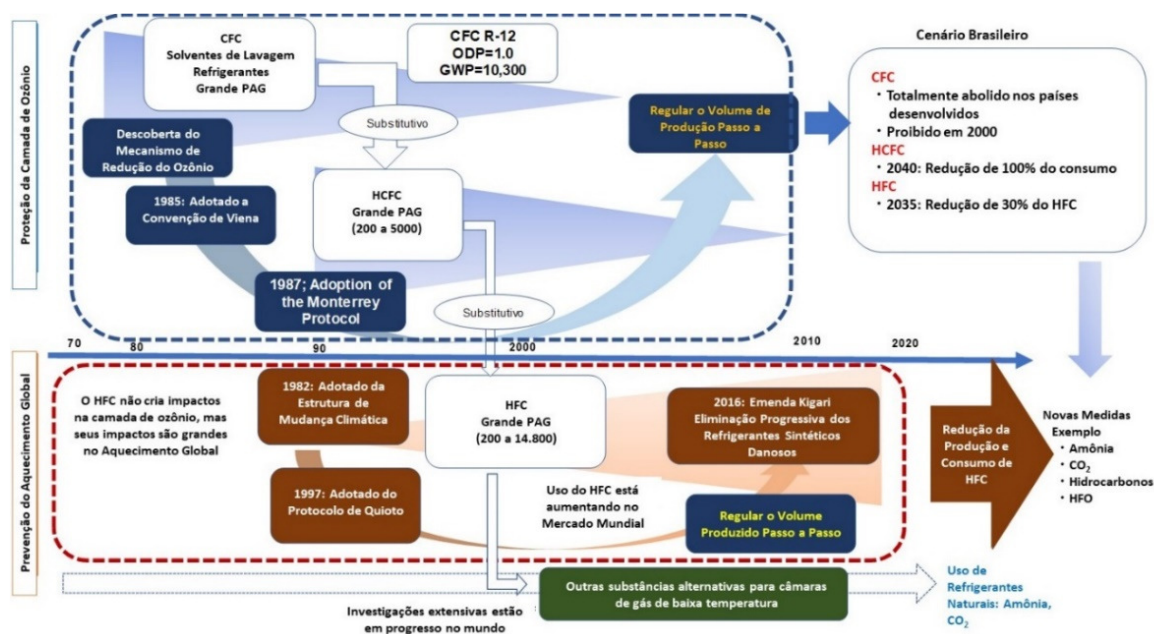 Proteção da Camada de Ozônio
CFC
Solventes de Lavagem
Refrigerantes
Grande PAG
CFC R-12
ODP=1.0
GWP=10,300
Substitutivo
Descoberta do
Mecanismo de
Redução do Ozônio
1985: Adotado a
Convenção de Viena
HCFC
Grande PAG
(200 a 5000)
1987; Adoption of
the Monterrey
Protocol
Substitutivo
Regular o Volume de
Produção Passo a
Passo
Cenário Brasileiro
CFC
· Totalmente abolido nos países
desenvolvidos
· Proibido em 2000
HCFC
· 2040: Redução de 100% do consumo
HFC
· 2035: Redução de 30% do HFC
70
80
90
2000
2010
2020
Prevenção do Aquecimento Global
O HFC não cria impactos
na camada de ozônio, mas
seus impactos são grandes
no Aquecimento Global
1982: Adotado da
Estrutura de
Mudança Climática
1997: Adotado do
Protocolo de Quioto
HFC
Grande PAG
(200 a 14.800)
Uso do HFC está
aumentando no
Mercado Mundial
2016: Emenda Kigari
Eliminação Progressiva dos
Refrigerantes Sintéticos
Danosos
Regular o Volume
Produzido Passo a Passo
Redução da
Produção e
Consumo de
HFC
Novas Medidas
Exemplo
· Amônia
· CO₂
· Hidrocarbonos
· HFO
Outras substâncias alternativas para câmaras
de gás de baixa temperatura
Investigações extensivas estão
em progresso no mundo
Uso de
Refrigerantes
Naturais: Amônia,
CO₂